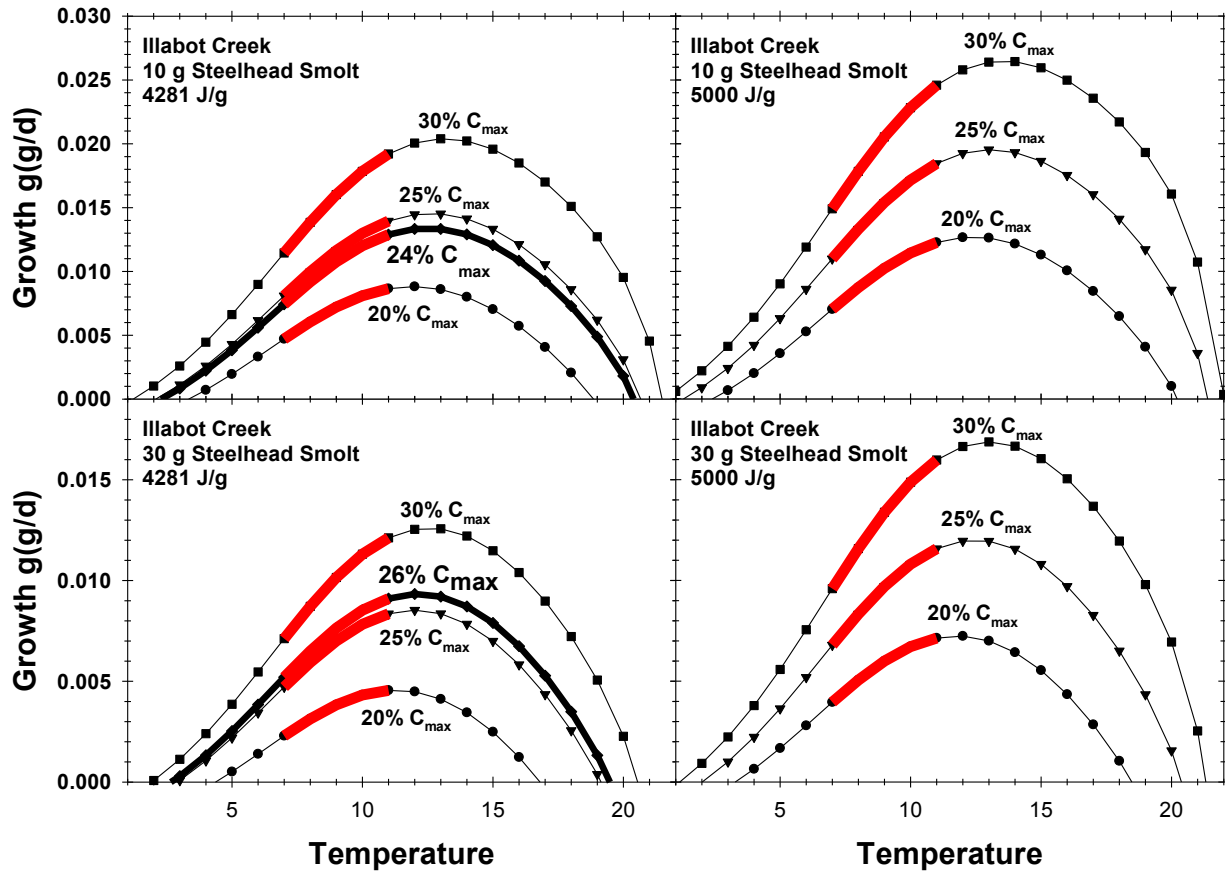 Illabot Creek
10 g Steelhead Smolt
4281 J/g
30% Cmax
25% Cmax
24% Cmax
20% Cmax
Illabot Creek
10 g Steelhead Smolt
5000 J/g
30% Cmax
25% Cmax
20% Cmax
Growth g(g/d)
0.030
0.025
0.020
0.015
0.010
0.005
0.000
Illabot Creek
30 g Steelhead Smolt
4281 J/g
30% Cmax
26% Cmax
25% Cmax
20% Cmax
Illabot Creek
30 g Steelhead Smolt
5000 J/g
30% Cmax
25% Cmax
20% Cmax
Growth g(g/d)
0.015
0.010
0.005
0.000
5 10 15 20
5 10 15 20
Temperature
Temperature